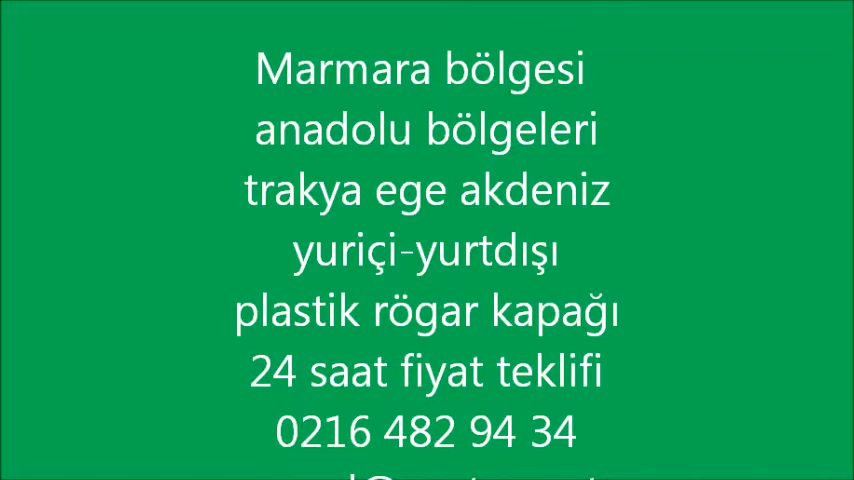 Marmara bölgesi
anadolu bölgeleri
trakya ege akdeniz
yuriçi-yurtdışı
plastik rögar kapağı
24 saat fiyat teklifi
0216 482 94 34